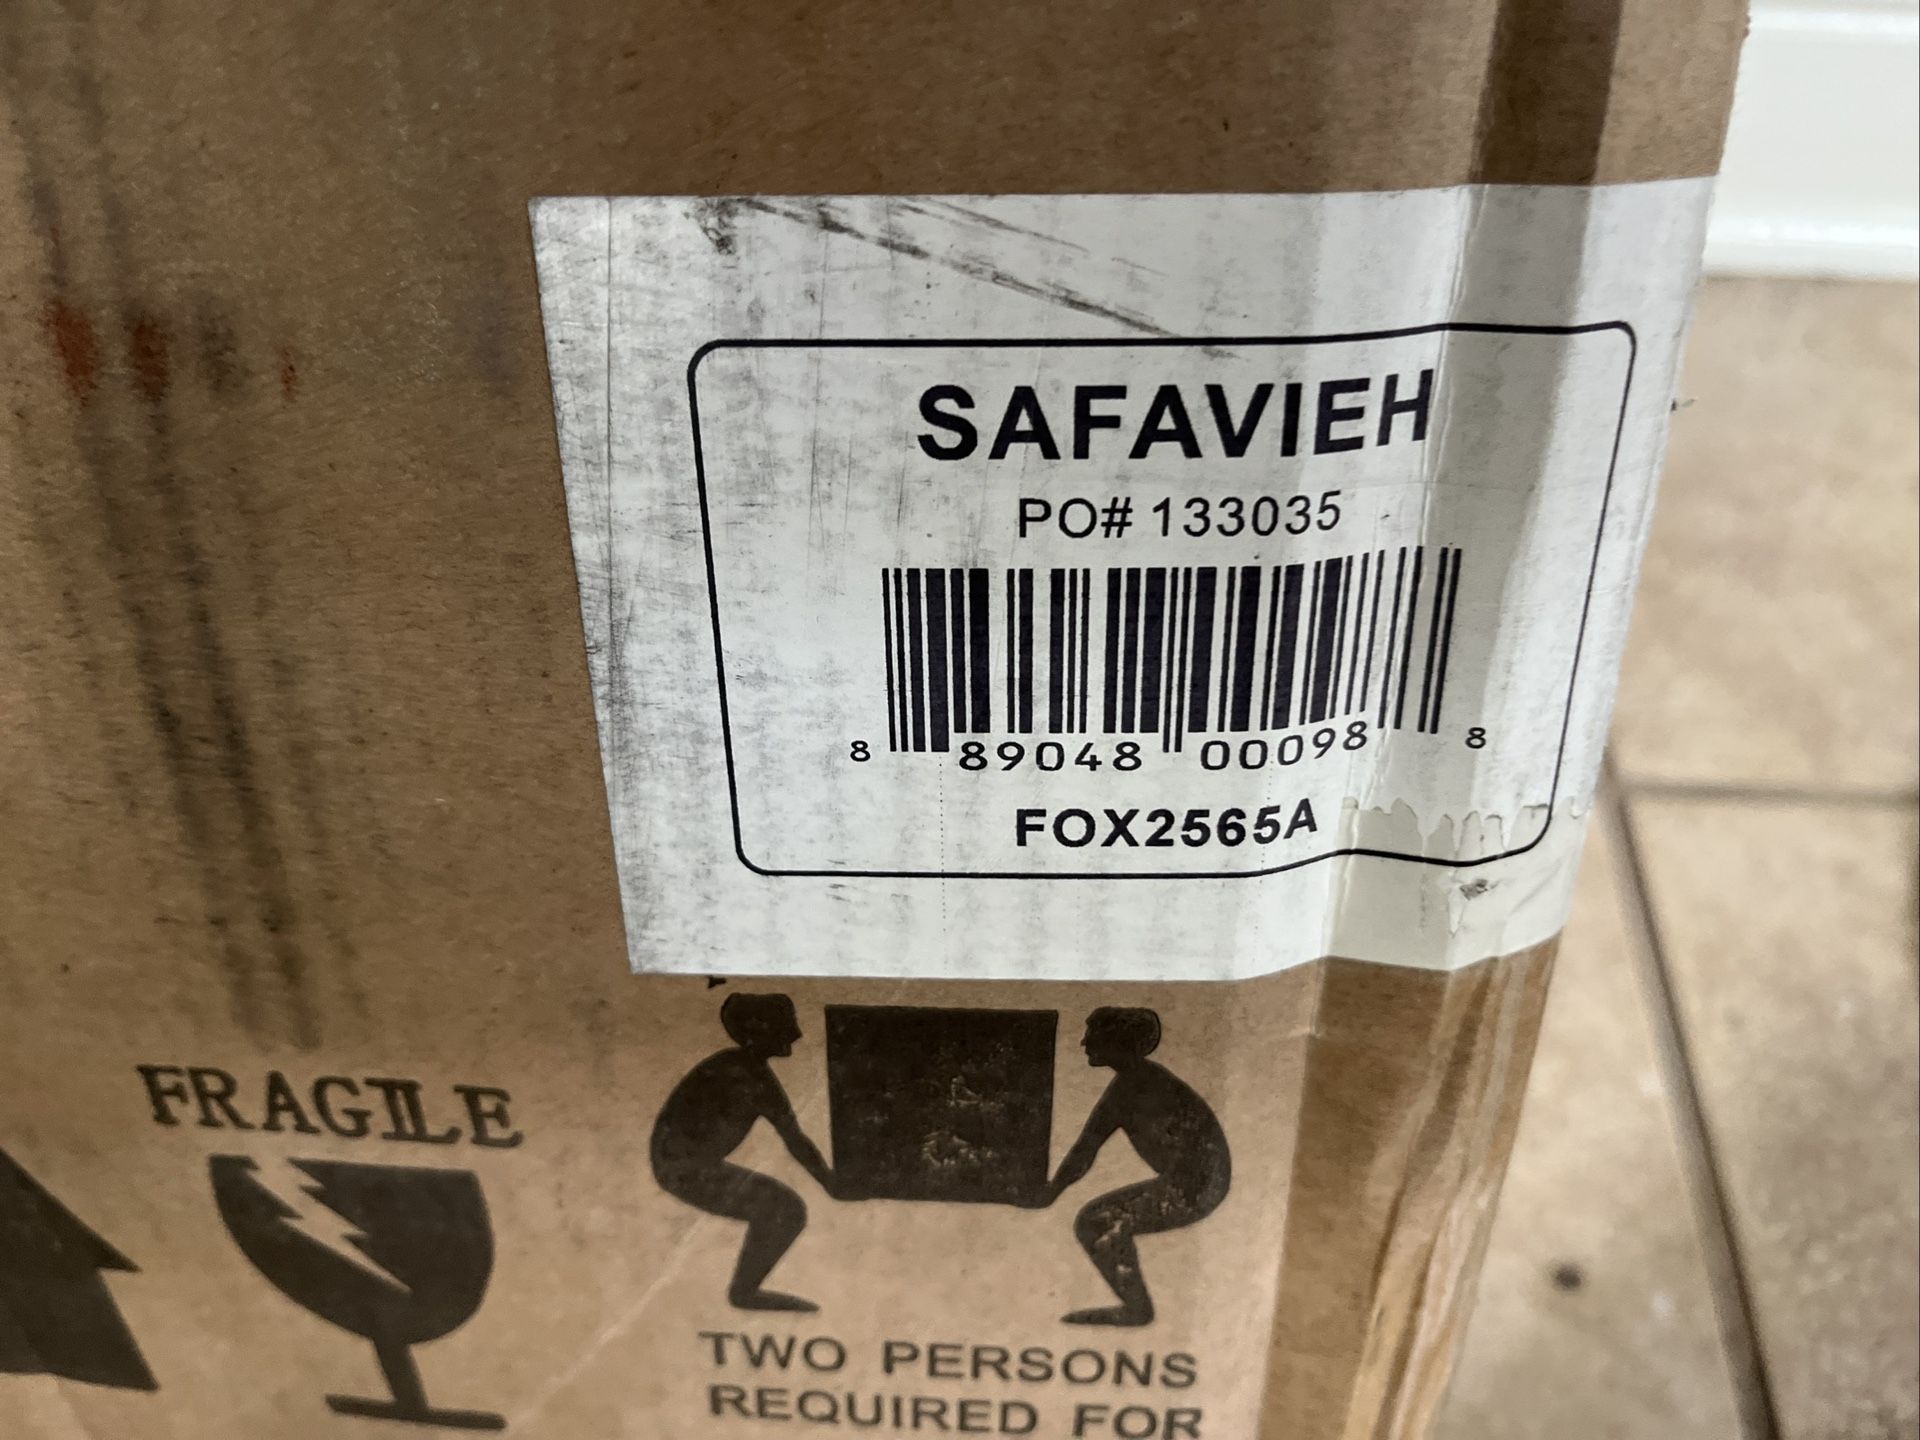 SAFAVIEH
PO# 133035
8 89048 00098 8
FOX2565A
FRAGILE
TWO PERSONS
REQUIRED FOR